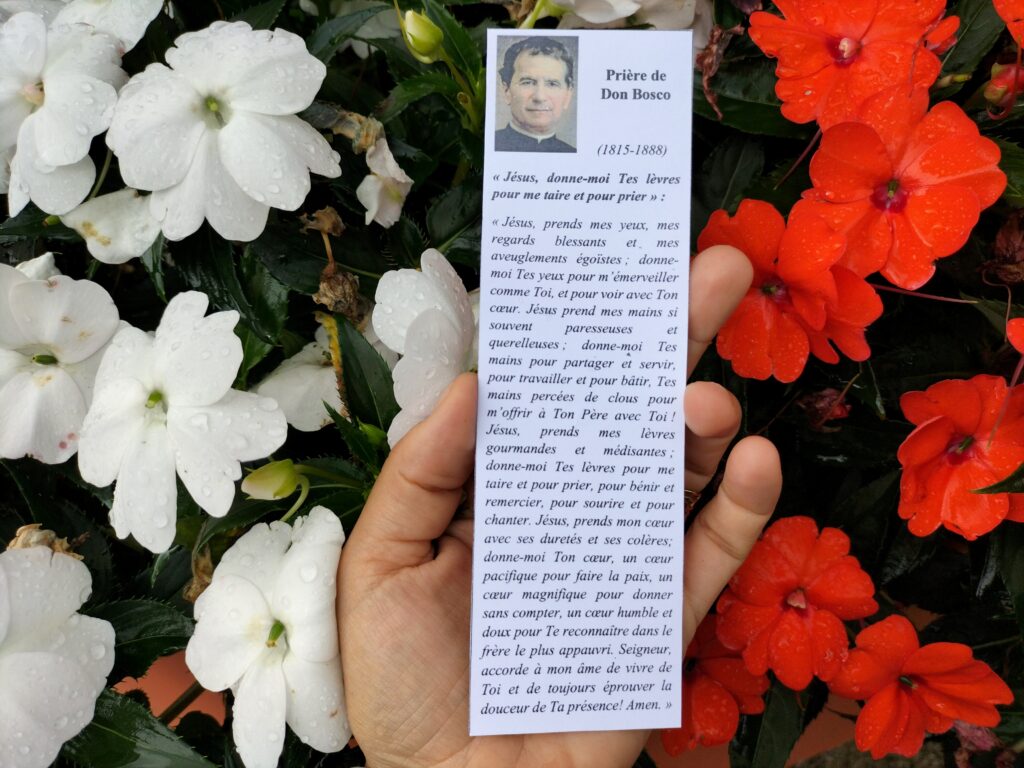 Prière de
Don Bosco
(1815-1888)
« Jésus, donne-moi Tes lèvres
pour me taire et pour prier » :
« Jésus, prends mes yeux, mes
regards blessants et mes
aveuglements égoïstes ; donne-
moi Tes yeux pour m'émerveiller
comme Toi, et pour voir avec Ton
cœur. Jésus prend mes mains si
souvent paresseuses et
querelleuses ; donne-moi Tes
mains pour partager et servir,
pour travailler et pour bâtir, Tes
mains percées de clous pour
m'offrir à Ton Père avec Toi !
Jésus, prends mes lèvres
gourmandes et médisantes ;
donne-moi Tes lèvres pour me
taire et prier, pour bénir et
remercier, pour sourire et pour
chanter. Jésus, prends mon cœur
avec ses duretés et ses colères;
donne-moi Ton cœur, un cœur
pacifique pour faire la paix, un
cœur magnifique pour donner
sans compter, un cœur humble et
doux pour Te reconnaître dans le
frère le plus appauvri. Seigneur,
accorde à mon âme de vivre de
Toi et de toujours éprouver la
douceur de Ta présence! Amen. »